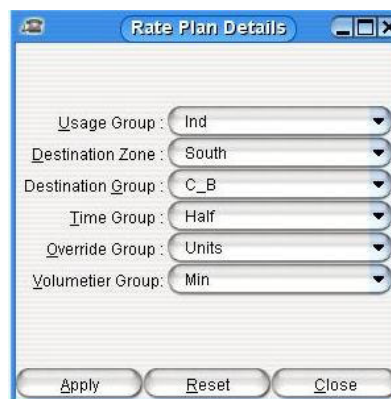 Rate Plan Details
Usage Group : Ind
Destination Zone : South
Destination Group : C_B
Time Group : Half
Override Group : Units
Volumetier Group: Min
Apply Reset Close